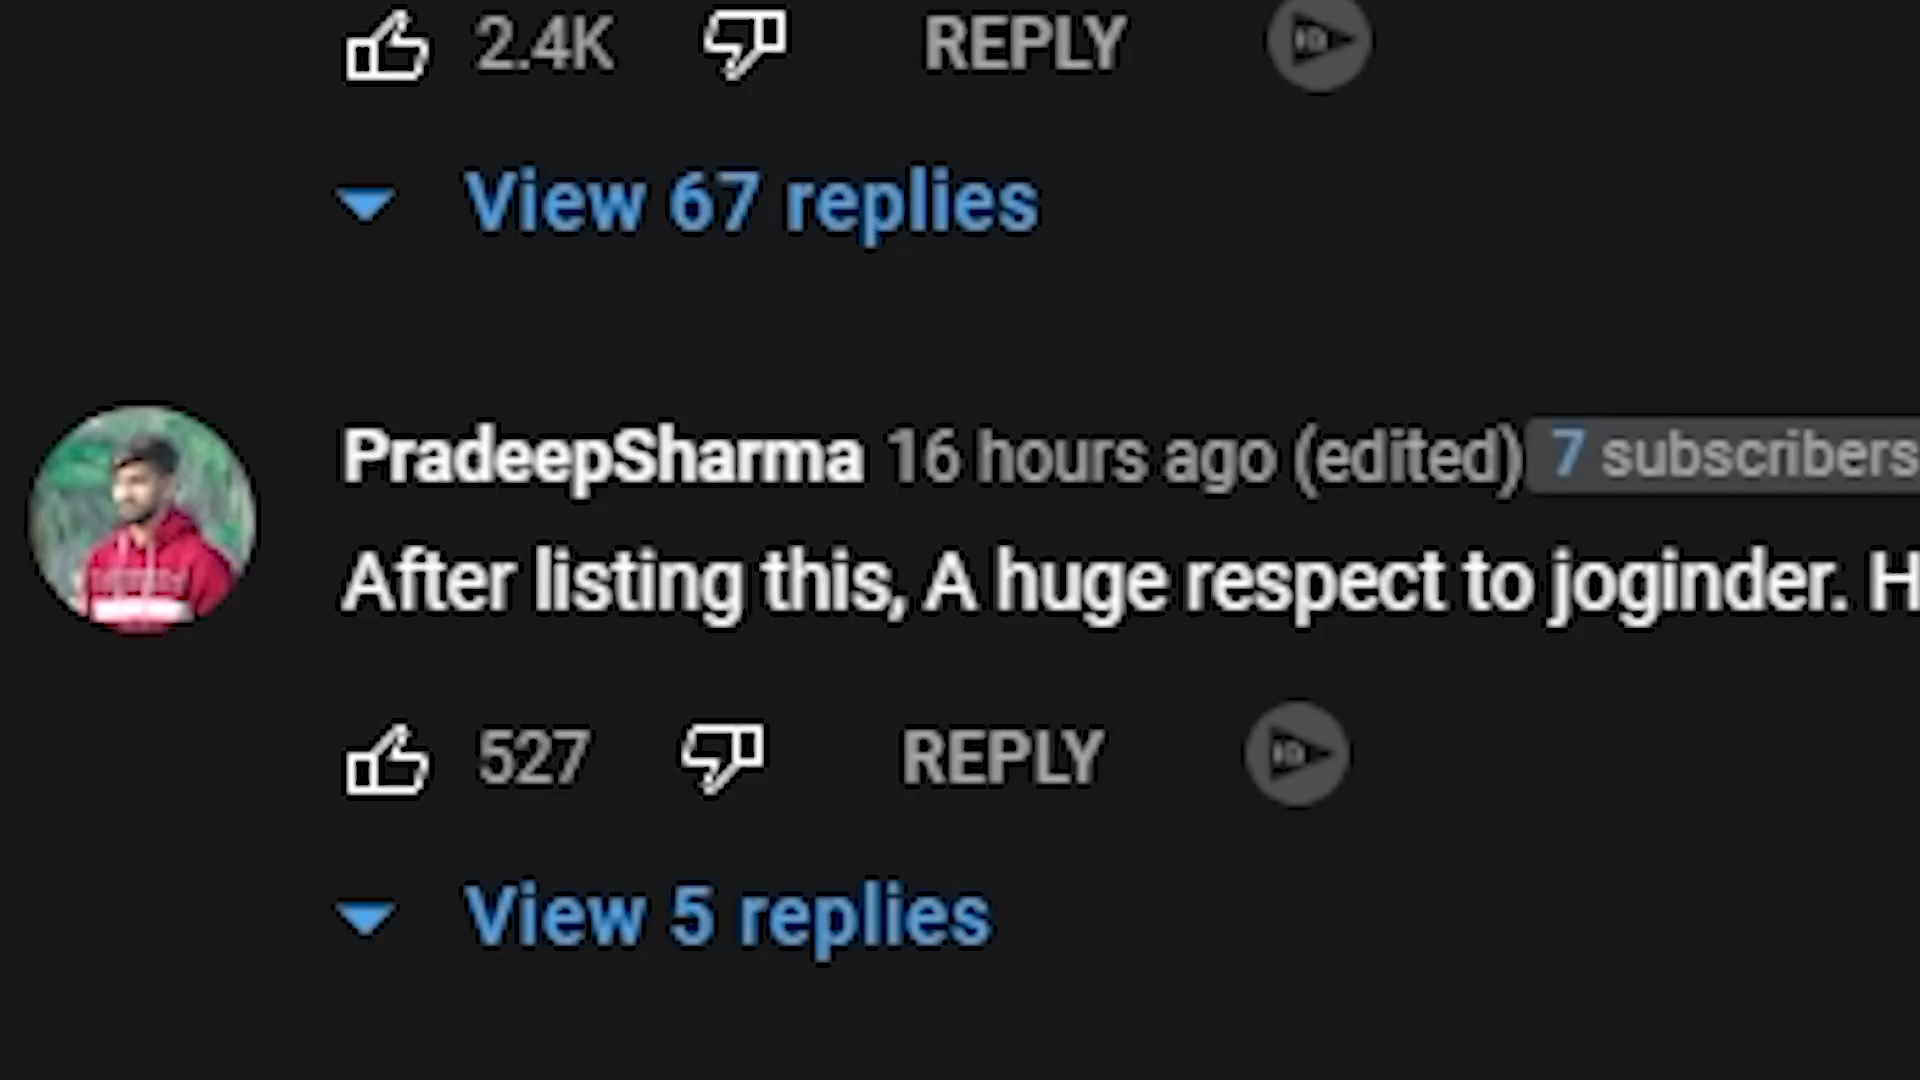 2.4K REPLY
View 67 replies
PradeepSharma 16 hours ago (edited) 7 subscribers
After listing this, A huge respect to joginder. H
527 REPLY
View 5 replies